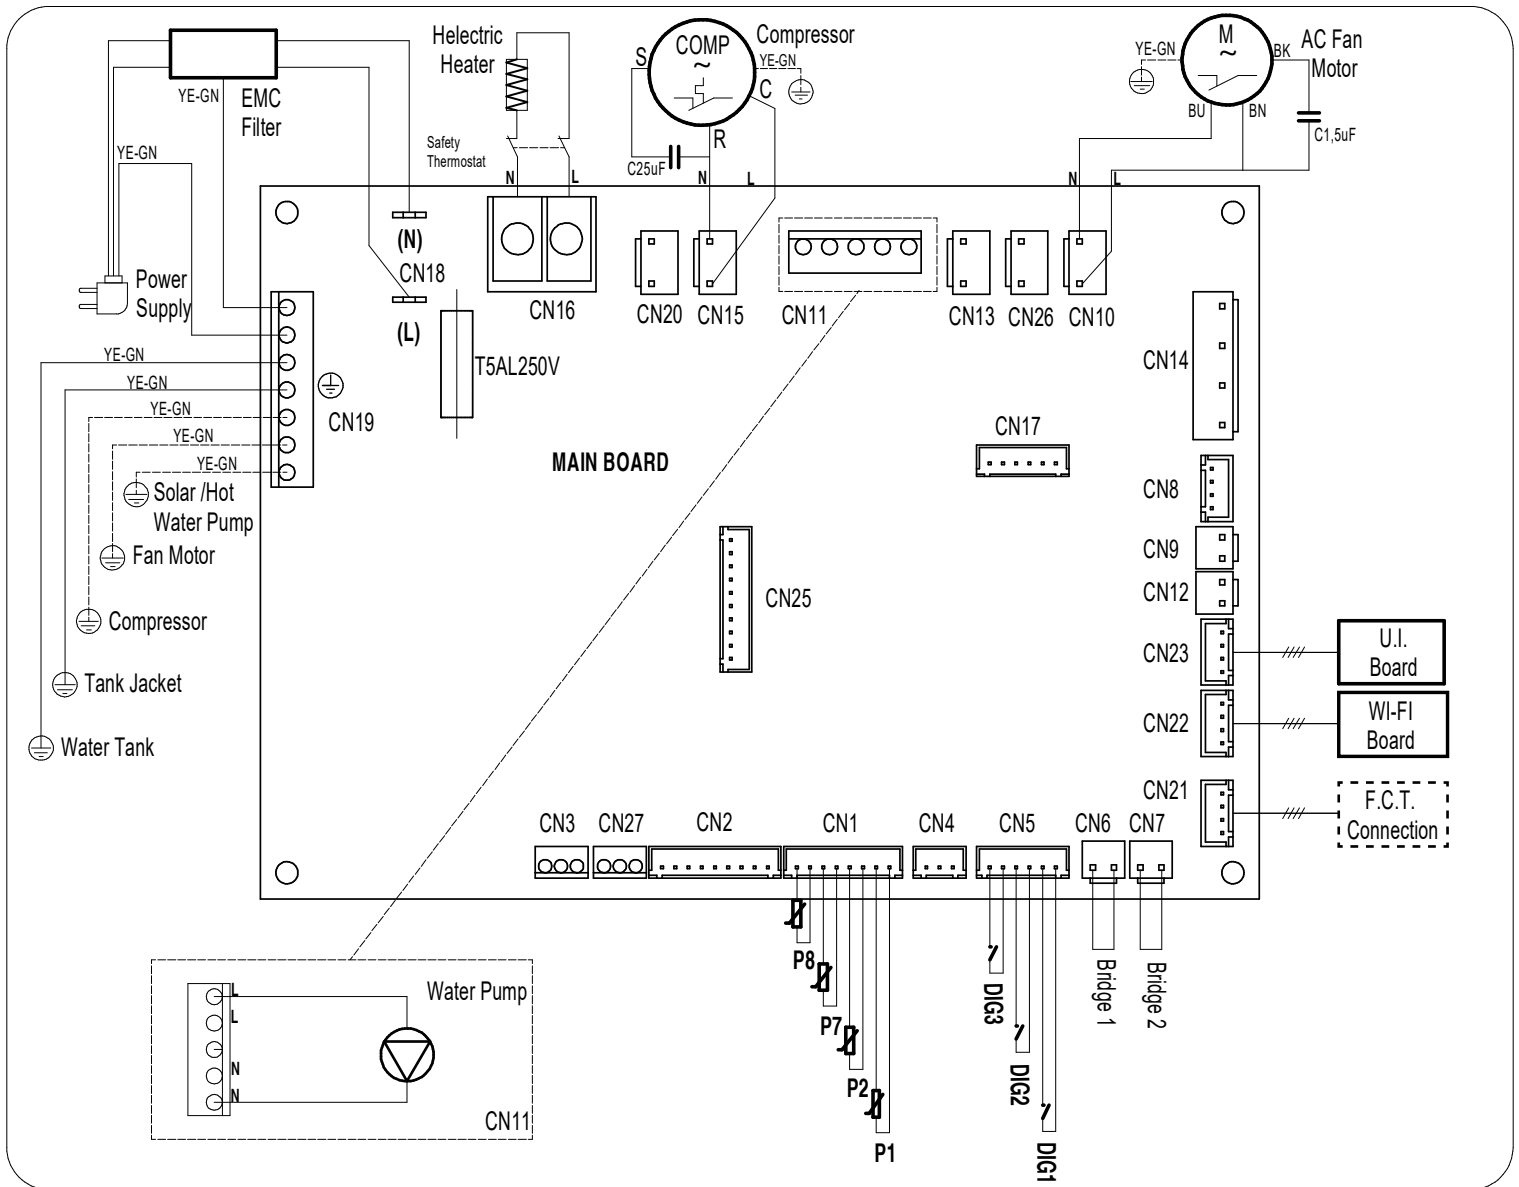 Helectric
Heater
COMP
~
S
C
R
YE-GN
Compressor
M
~
YE-GN
BK
BU
BN
AC Fan
Motor
C1,5uF
YE-GN
EMC
Filter
YE-GN
Safety
Thermostat
C25uF
N
L
N
L
N
L
(N)
CN18
(L)
Power
Supply
CN16
CN20
CN15
CN11
CN13
CN26
CN10
T5AL250V
CN14
YE-GN
YE-GN
YE-GN
YE-GN
YE-GN
CN19
CN17
MAIN BOARD
CN8
Solar /Hot
Water Pump
Fan Motor
CN9
CN12
CN25
Compressor
CN23
U.I.
Board
Tank Jacket
CN22
WI-FI
Board
Water Tank
CN21
F.C.T.
Connection
CN3
CN27
CN2
CN1
CN4
CN5
CN6
CN7
P8
P7
P2
P1
DIG3
DIG2
DIG1
Bridge 1
Bridge 2
L
L
N
N
Water Pump
CN11